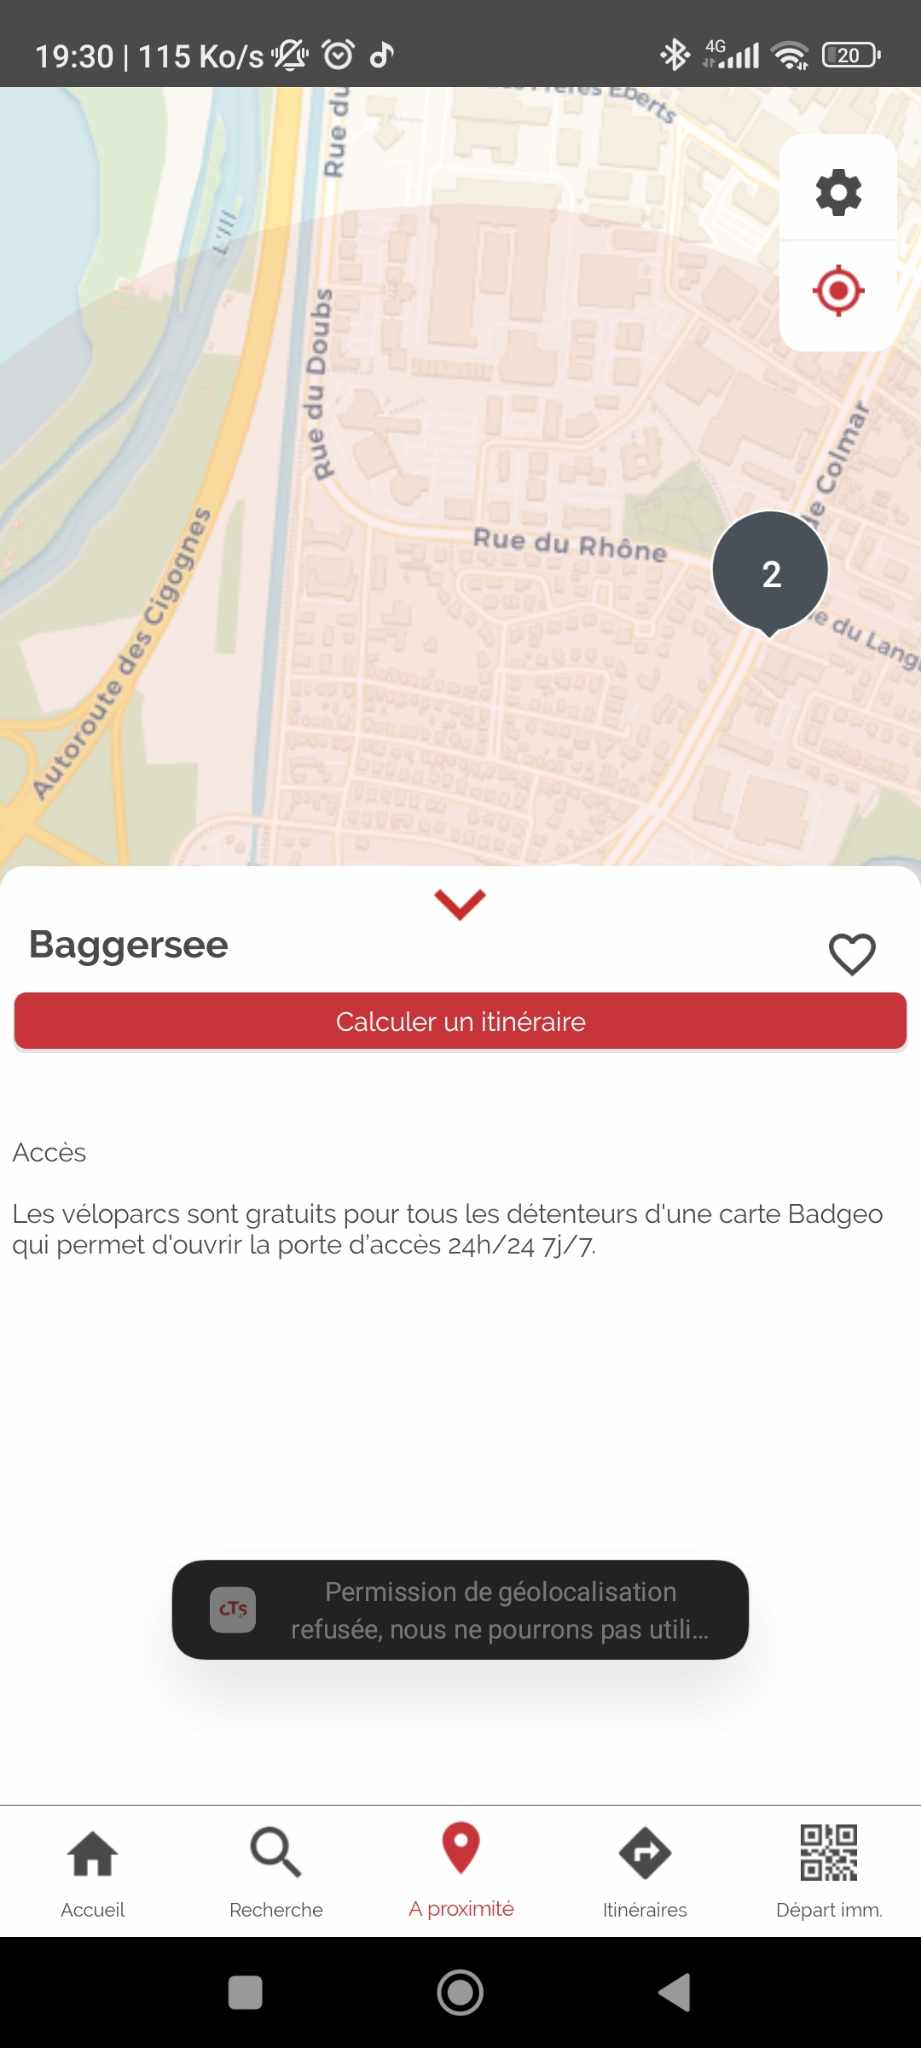 19:30 | 115 Ko/s
4G
20
Eberts
Rue du
L'Ill
Rue du Doubs
de Colmar
Rue du Rhône
2
Autoroute des Cigognes
Baggersee
Calculer un itinéraire
Accès
Les véloparcs sont gratuits pour tous les détenteurs d'une carte Badgeo
qui permet d'ouvrir la porte d'accès 24h/24 7j/7.
CTS
Permission de géolocalisation
refusée, nous ne pourrons pas utili...
Accueil
Recherche
A proximité
Itinéraires
Départ imm.